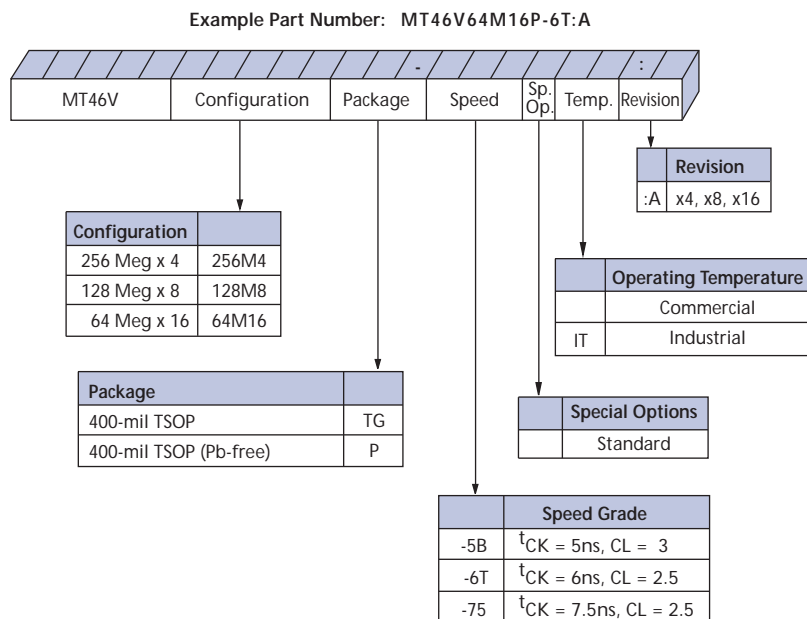 Example Part Number: MT46V64M16P-6T:A
- :
MT46V Configuration Package Speed Sp. Op. Temp. Revision
Revision
:A x4, x8, x16
Configuration
256 Meg x 4 256M4
128 Meg x 8 128M8
64 Meg x 16 64M16
Operating Temperature
Commercial
IT Industrial
Package
400-mil TSOP TG
400-mil TSOP (Pb-free) P
Special Options
Standard
Speed Grade
-5B tCK = 5ns, CL = 3
-6T tCK = 6ns, CL = 2.5
-75 tCK = 7.5ns, CL = 2.5